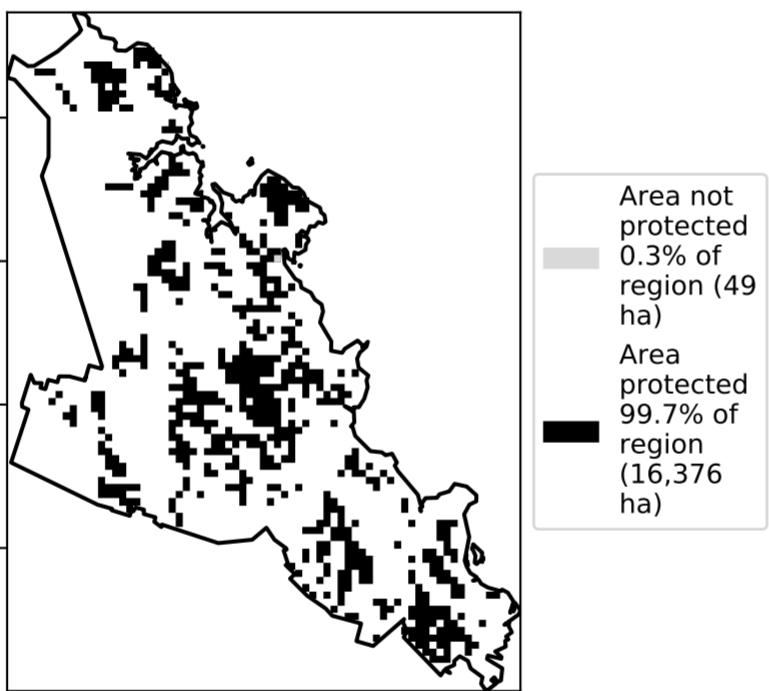 Area not
protected
0.3% of
region (49
ha)
Area
protected
99.7% of
region
(16,376
ha)